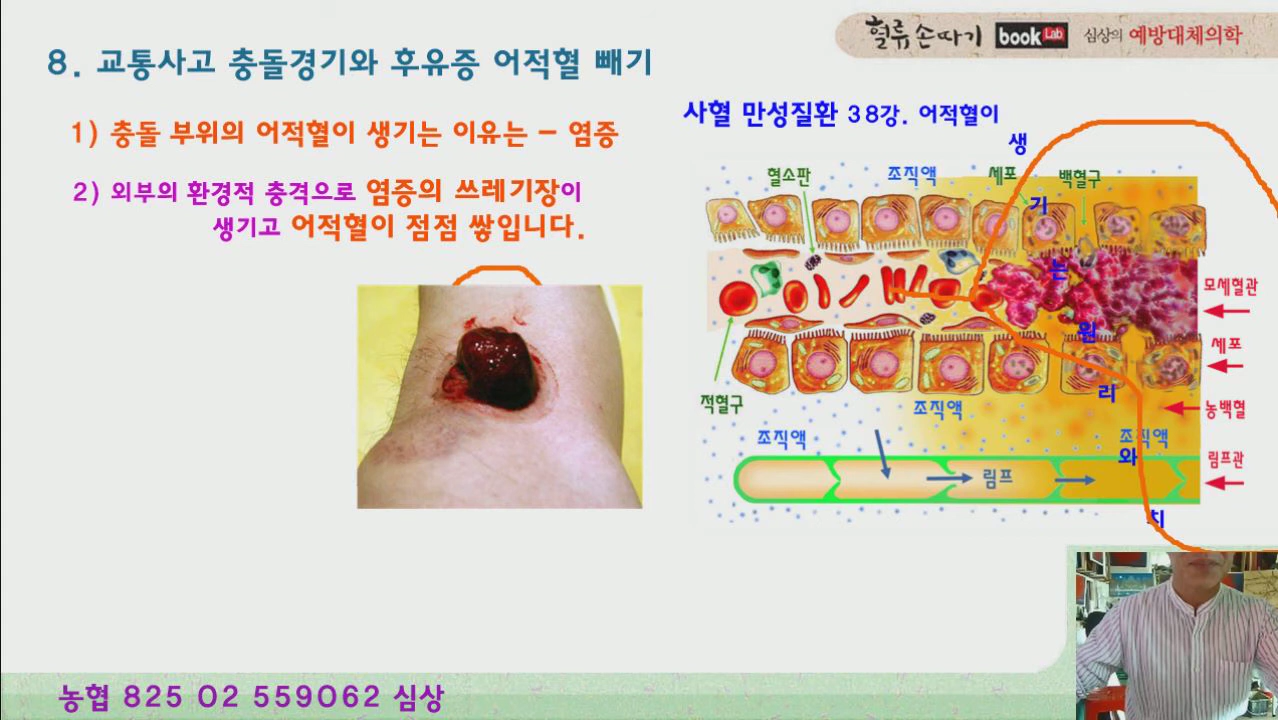 혈류 손따기 book Lab 심상의 예방대체의학
8. 교통사고 충돌경기와 후유증 어적혈 빼기
1) 충돌 부위의 어적혈이 생기는 이유는 - 염증
2) 외부의 환경적 충격으로 염증의 쓰레기장이
생기고 어적혈이 점점 쌓입니다.
사혈 만성질환 38강. 어적혈이
생
기
는
원
리
와
치
혈소판
조직액
세포
백혈구
모세혈관
세포
적혈구
조직액
농백혈
조직액
조직액
림프
림프관
농협 825 02 559062 심상